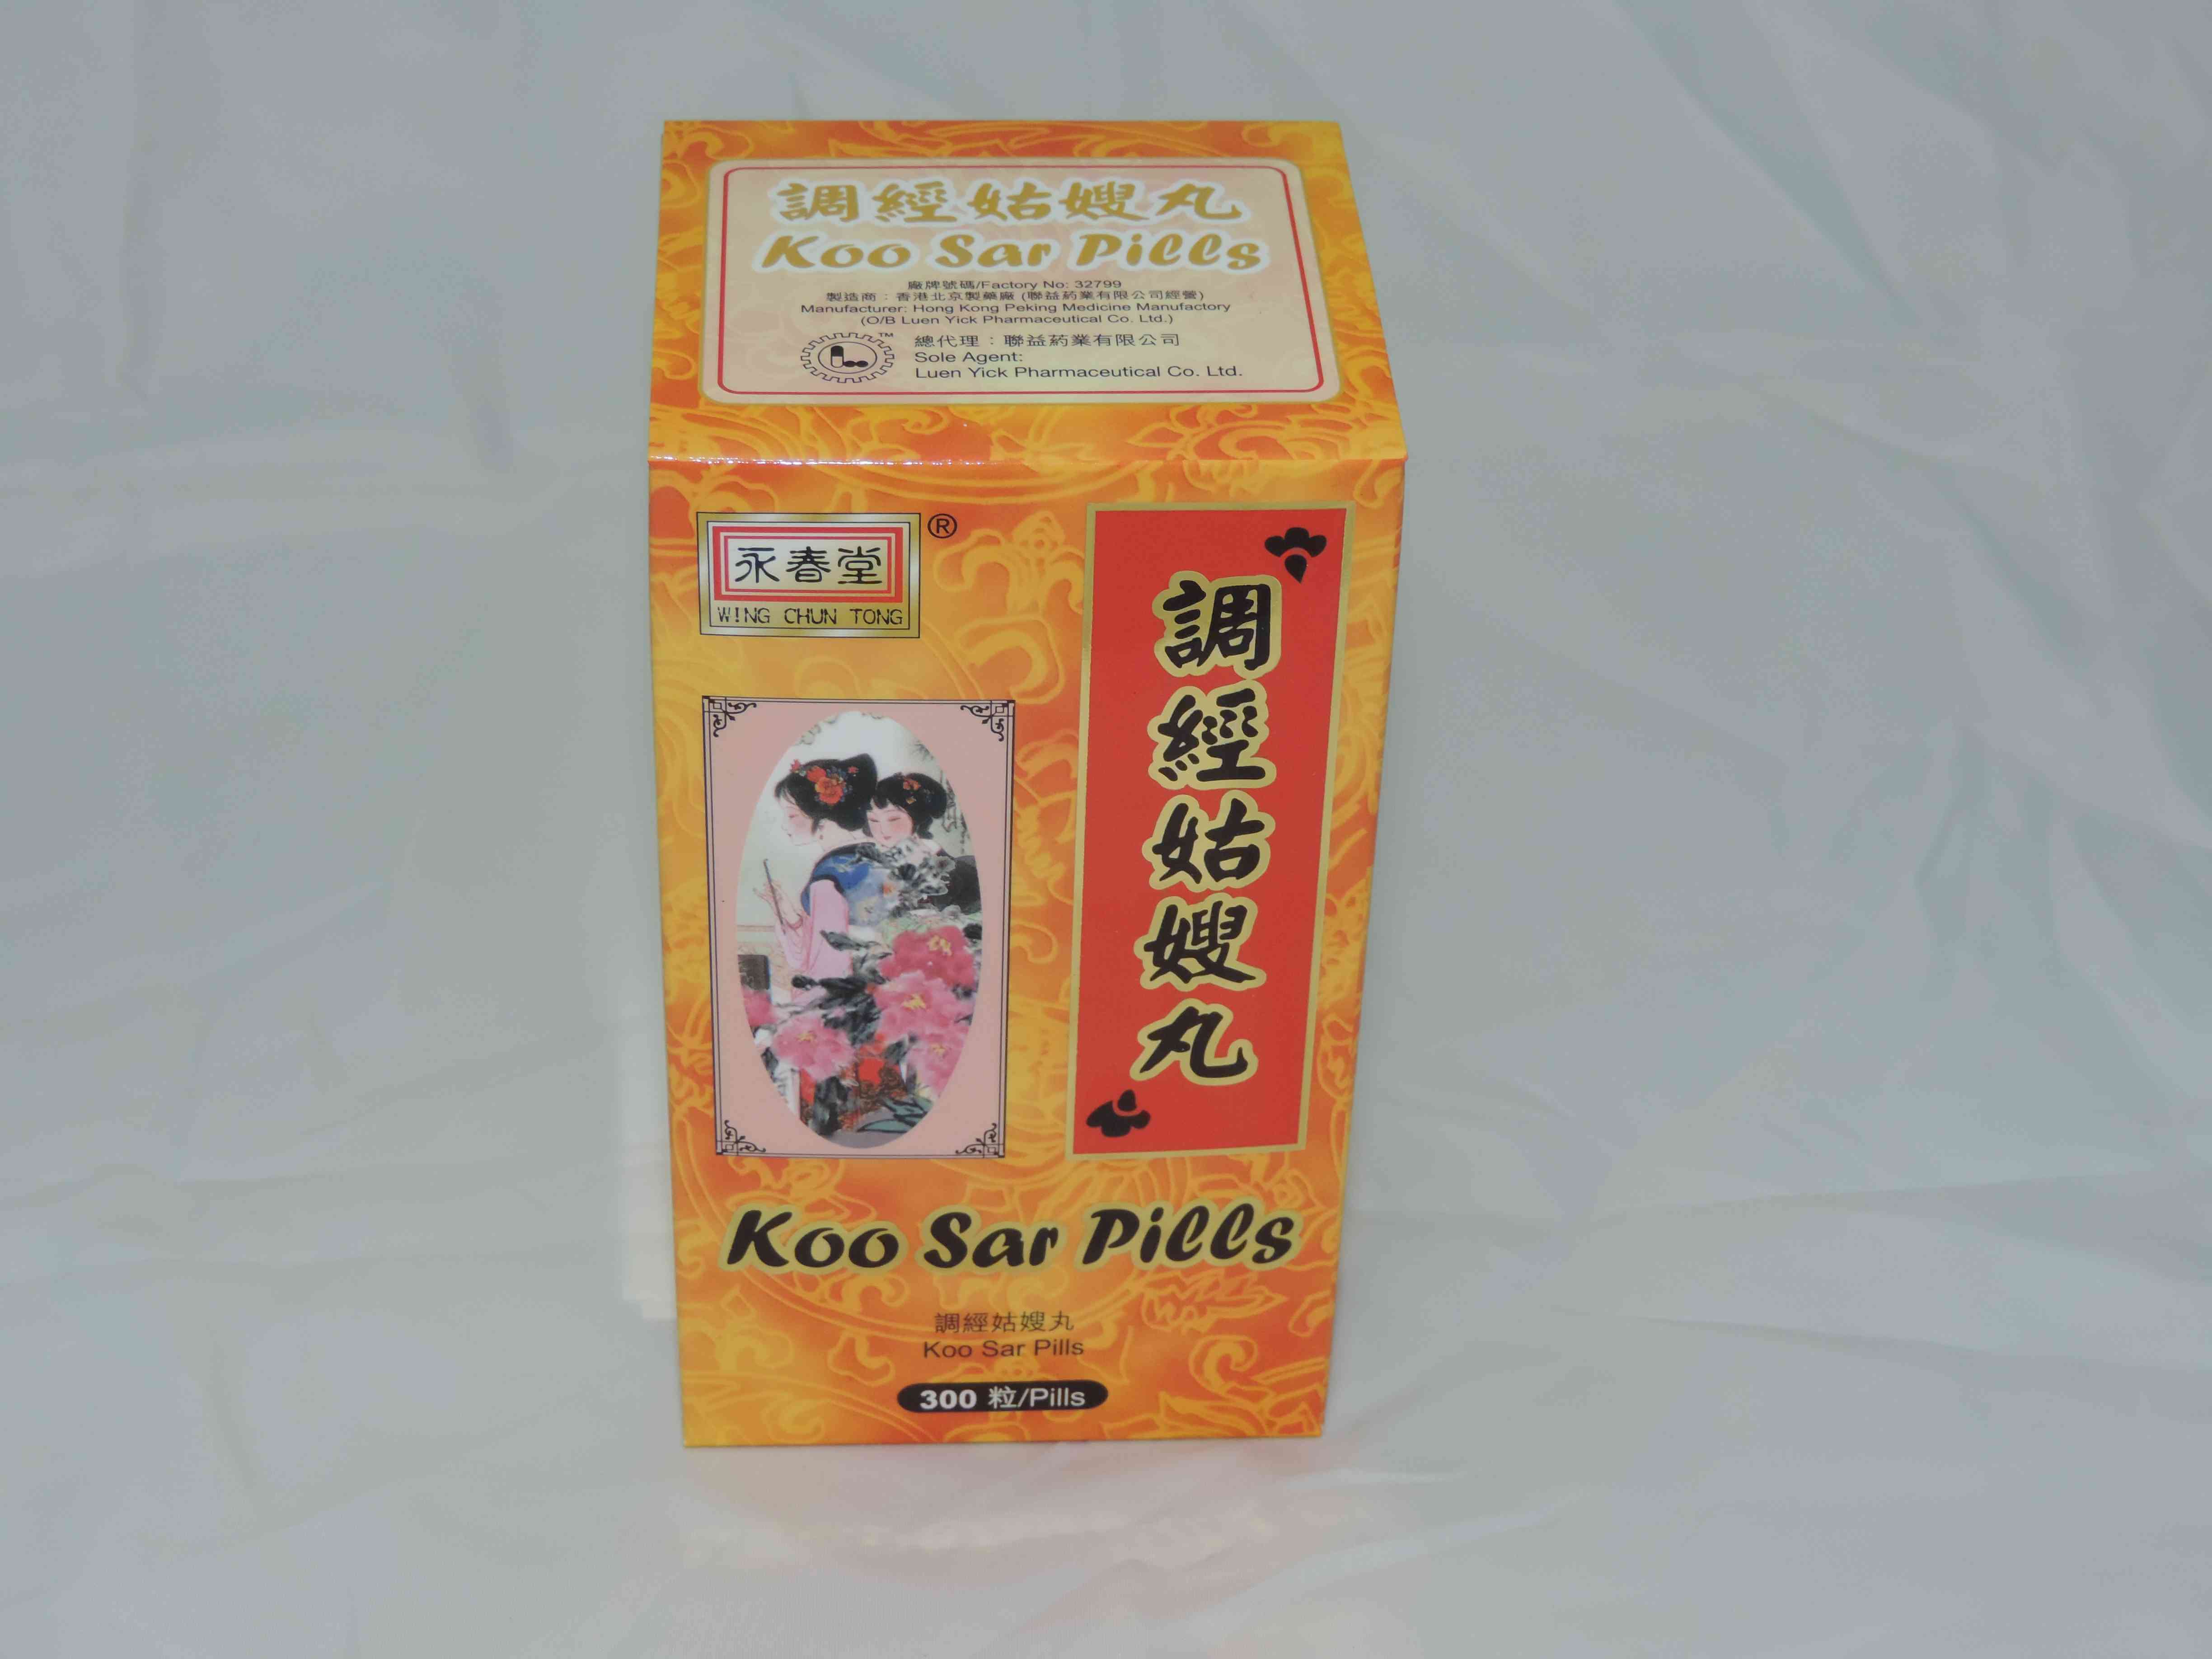 調經姑嫂丸
Koo Sar Pills
廠牌號碼/Factory No: 32799
製造商：香港北京製藥廠 (聯益葯業有限公司經營)
Manufacturer: Hong Kong Peking Medicine Manufactory
(O/B Luen Yick Pharmaceutical Co. Ltd.)
TM
總代理：聯益葯業有限公司
Sole Agent:
Luen Yick Pharmaceutical Co. Ltd.
永春堂
®
WING CHUN TONG
調經姑嫂丸
Koo Sar Pills
調經姑嫂丸
Koo Sar Pills
300 粒/Pills